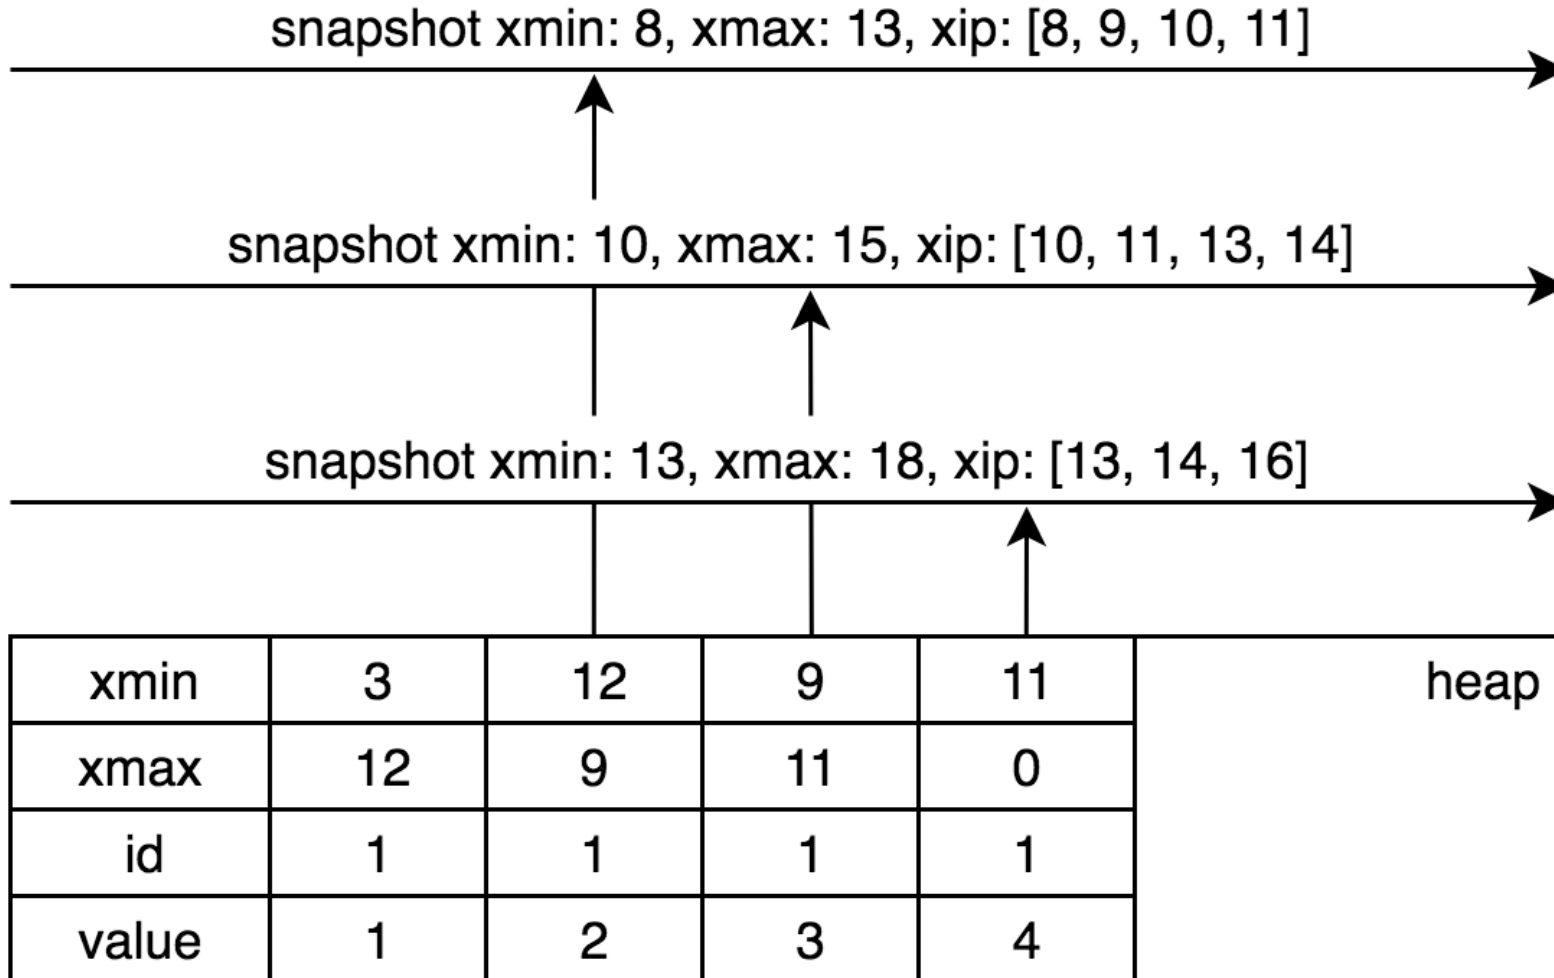 snapshot xmin: 8, xmax: 13, xip: [8, 9, 10, 11]
snapshot xmin: 10, xmax: 15, xip: [10, 11, 13, 14]
snapshot xmin: 13, xmax: 18, xip: [13, 14, 16]
xmin 3 12 9 11 heap
xmax 12 9 11 0
id 1 1 1 1
value 1 2 3 4